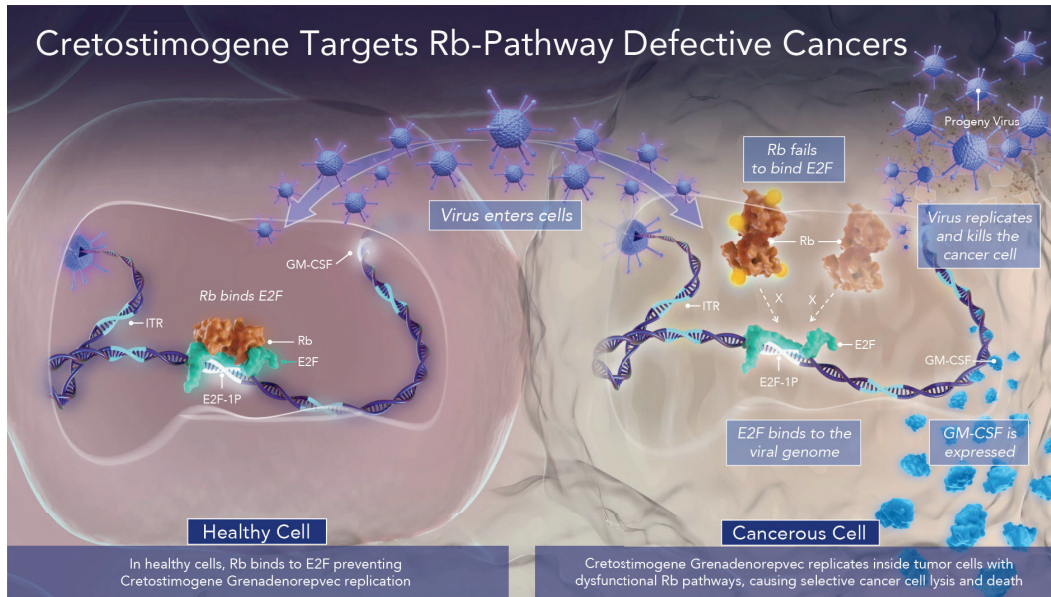 Cretostimogene Targets Rb-Pathway Defective Cancers
Progeny Virus
Rb fails
to bind E2F
Virus enters cells
Virus replicates
and kills the
cancer cell
GM-CSF
Rb
Rb binds E2F
ITR
ITR
Rb
E2F
E2F
E2F-1P
E2F-1P
X
X
GM-CSF
E2F binds to the
viral genome
GM-CSF is
expressed
Healthy Cell
In healthy cells, Rb binds to E2F preventing
Cretostimogene Grenadenorepvec replication
Cancerous Cell
Cretostimogene Grenadenorepvec replicates inside tumor cells with
dysfunctional Rb pathways, causing selective cancer cell lysis and death